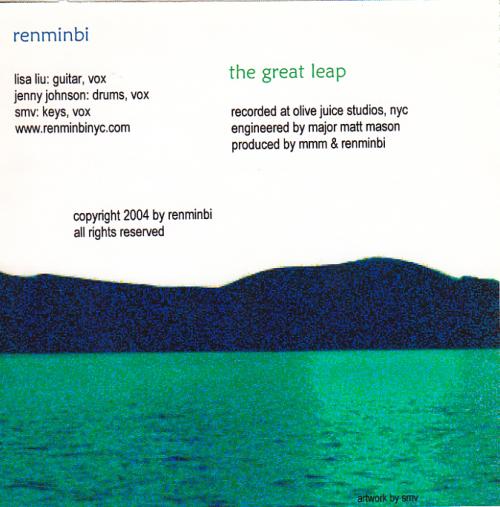 renminbi
lisa liu: guitar, vox
jenny johnson: drums, vox
smv: keys, vox
www.renminbinyc.com
the great leap
recorded at olive juice studios, nyc
engineered by major matt mason
produced by mmm & renminbi
copyright 2004 by renminbi
all rights reserved
artwork by smv